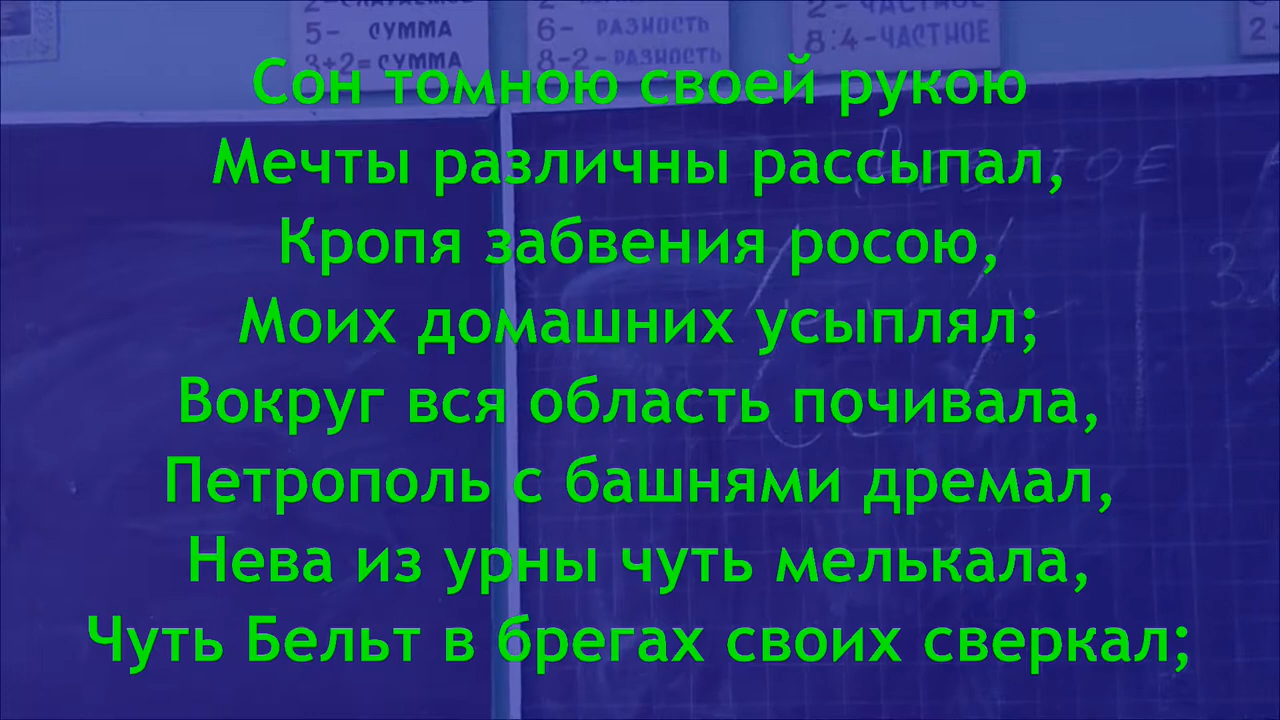 5- СУММА
3+2= СУММА
6- РАЗНОСТЬ
8-2- РАЗНОСТЬ
2- ЧАСТНОЕ
8:4-ЧАСТНОЕ
Сон томною своей рукою
Мечты различны рассыпал,
Кропя забвения росою,
Моих домашних усыплял;
Вокруг вся область почивала,
Петрополь с башнями дремал,
Нева из урны чуть мелькала,
Чуть Бельт в брегах своих сверкал;